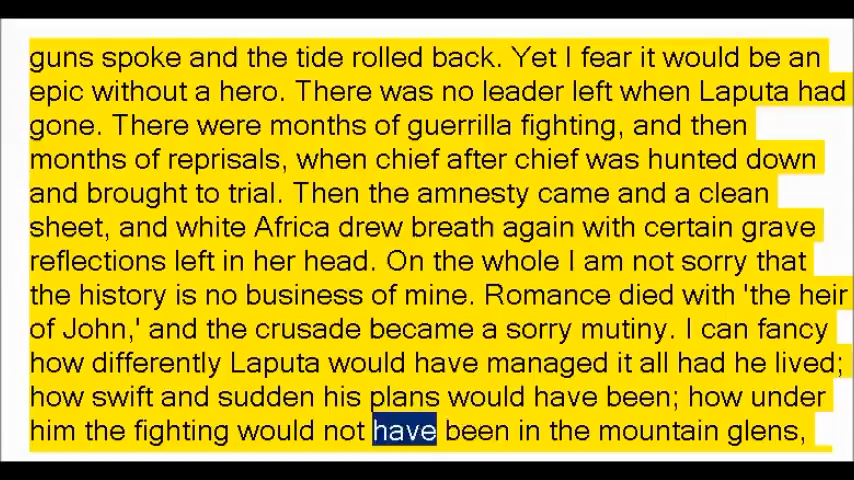 guns spoke and the tide rolled back. Yet I fear it would be an
epic without a hero. There was no leader left when Laputa had
gone. There were months of guerrilla fighting, and then
months of reprisals, when chief after chief was hunted down
and brought to trial. Then the amnesty came and a clean
sheet, and white Africa drew breath again with certain grave
reflections left in her head. On the whole I am not sorry that
the history is no business of mine. Romance died with 'the heir
of John,' and the crusade became a sorry mutiny. I can fancy
how differently Laputa would have managed it all had he lived;
how swift and sudden his plans would have been; how under
him the fighting would not have been in the mountain glens,